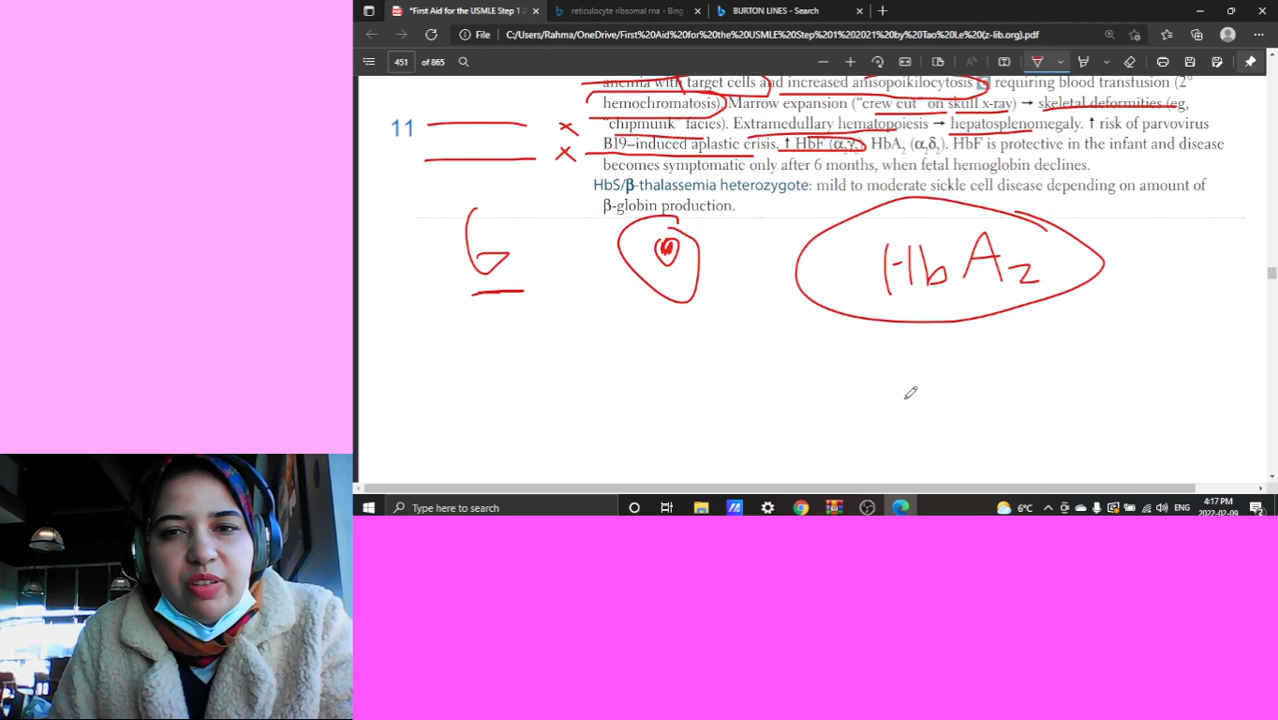 "First Aid for the USMLE Step 1 2
reticulocyte ribsomal rna - Bing
BURTON LINES - Search
File
C:/Users/Rahma/OneDrive/First%20Aid%20for%20the%20USMLE%20Step%201%202021%20by%20Tao%20Le%20(z-lib.org).pdf
451 of 865
anemia with target cells and increased anisopoikilocytosis C requiring blood transfusion (2°
hemochromatosis). Marrow expansion (“crew cut” on skull x-ray) → skeletal deformities (eg,
“chipmunk” facies). Extramedullary hematopoiesis → hepatosplenomegaly. ↑ risk of parvovirus
B19–induced aplastic crisis. ↑ HbF (α₂γ₂), HbA₂ (α₂δ₂). HbF is protective in the infant and disease
becomes symptomatic only after 6 months, when fetal hemoglobin declines.
HbS/β-thalassemia heterozygote: mild to moderate sickle cell disease depending on amount of
β-globin production.
11
x
x
6
HbA2
Type here to search
6°C
ENG
4:17 PM
2022-02-09